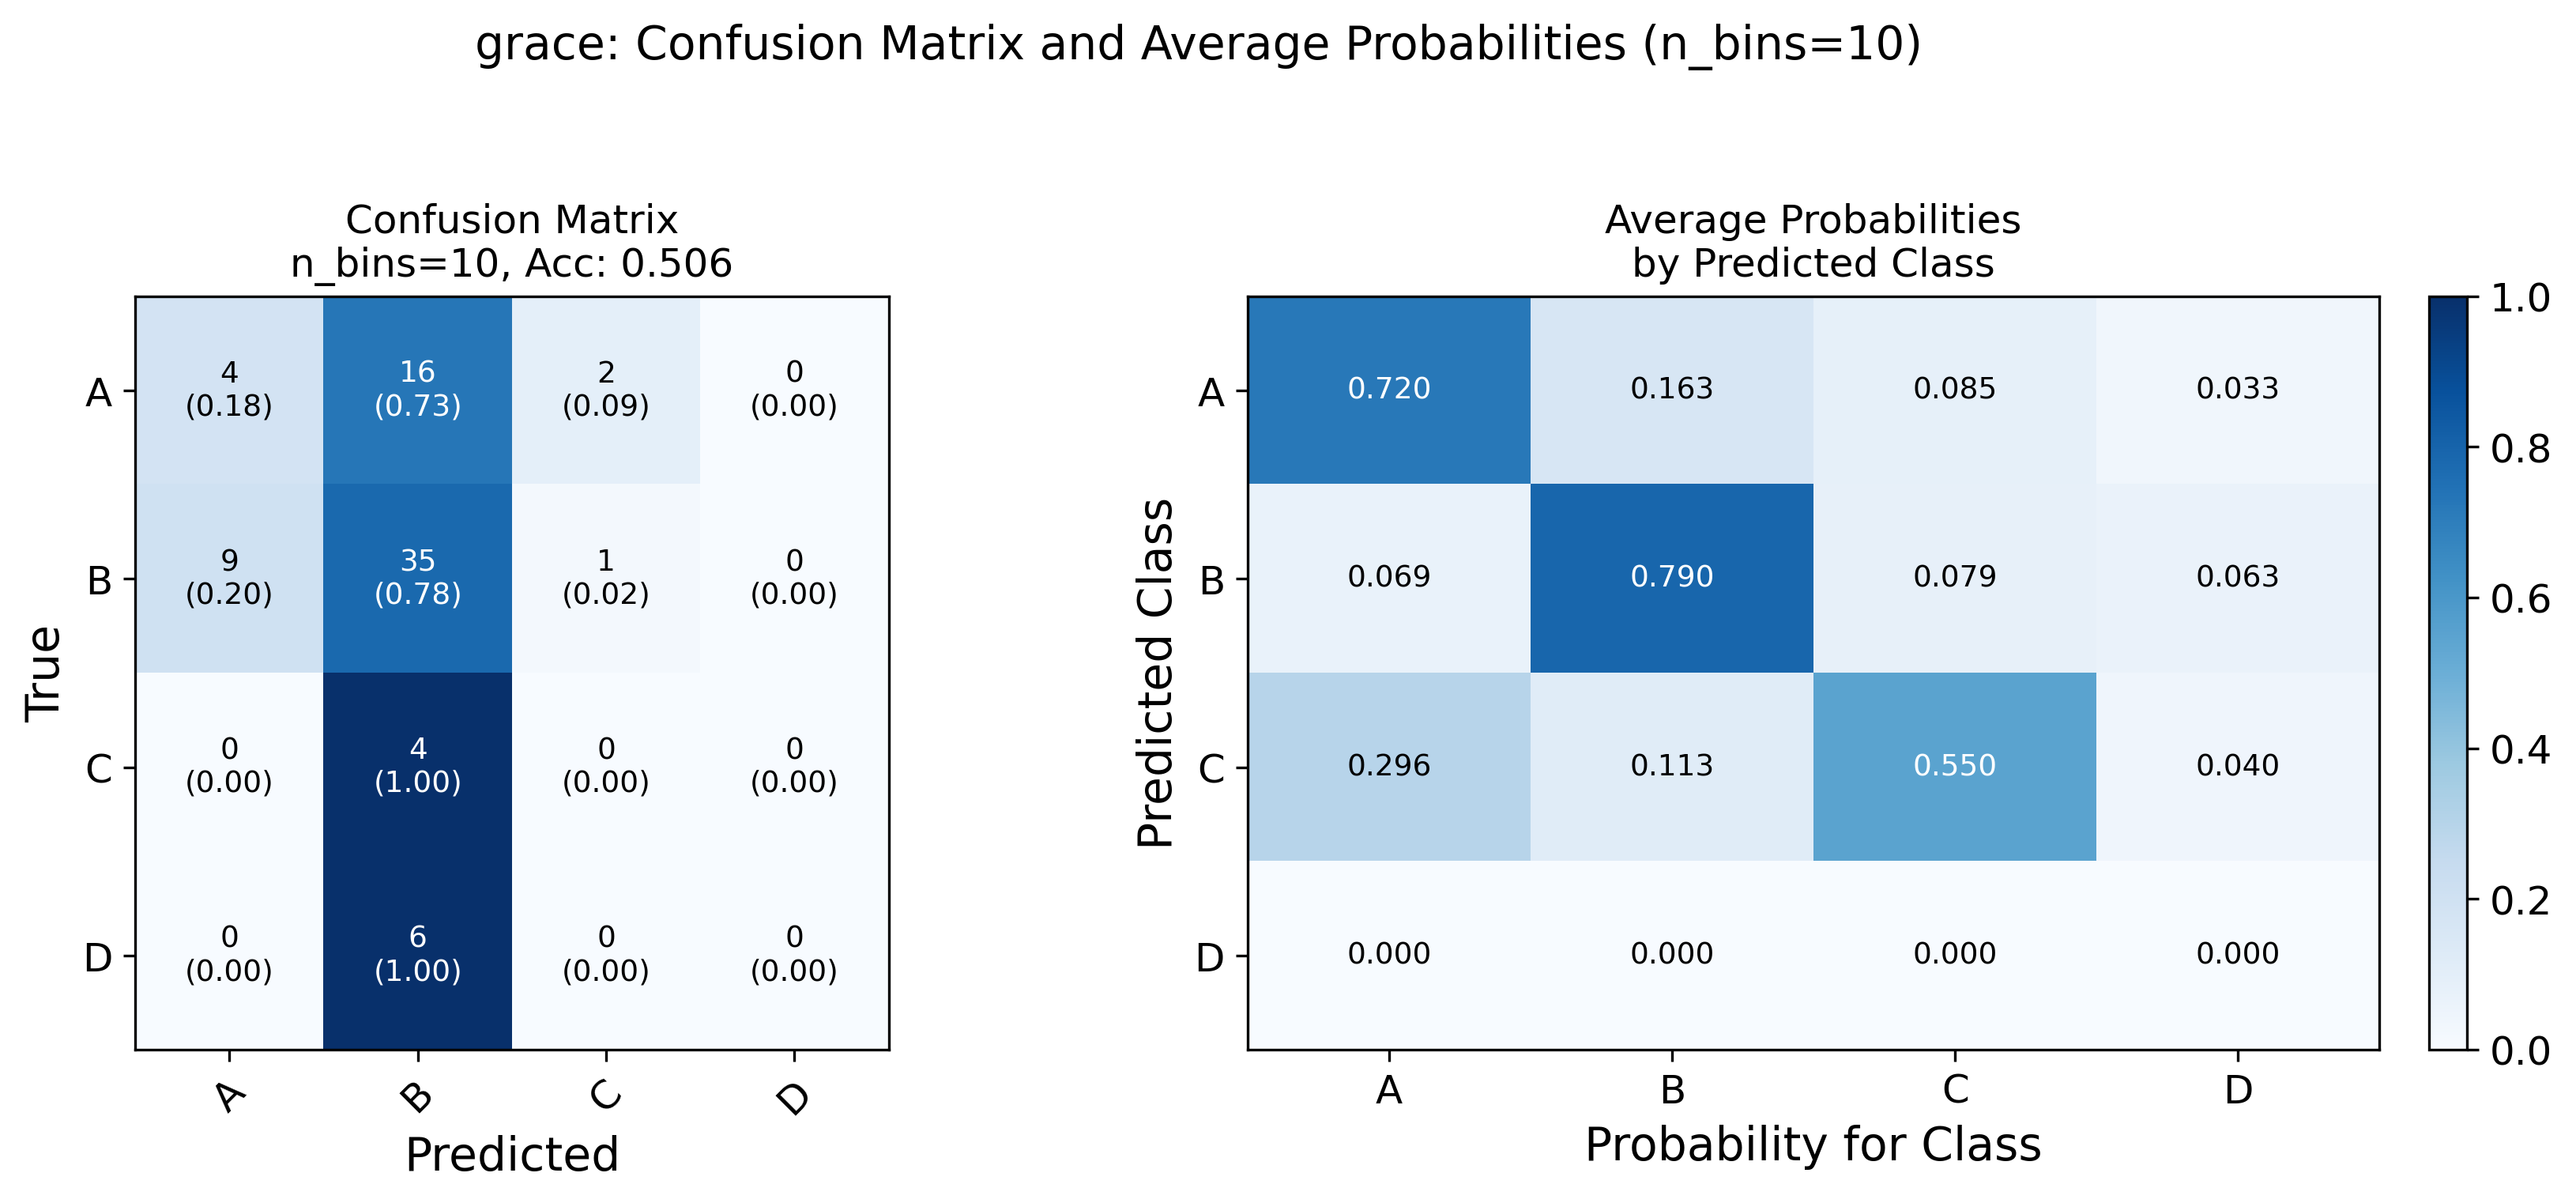 grace: Confusion Matrix and Average Probabilities (n_bins=10)
Confusion Matrix
n_bins=10, Acc: 0.506
True
A
B
C
D
4
(0.18)
16
(0.73)
2
(0.09)
0
(0.00)
9
(0.20)
35
(0.78)
1
(0.02)
0
(0.00)
0
(0.00)
4
(1.00)
0
(0.00)
0
(0.00)
0
(0.00)
6
(1.00)
0
(0.00)
0
(0.00)
A
B
C
D
Predicted
Average Probabilities
by Predicted Class
Predicted Class
A
B
C
D
0.720 0.163 0.085 0.033
0.069 0.790 0.079 0.063
0.296 0.113 0.550 0.040
0.000 0.000 0.000 0.000
A B C D
Probability for Class
1.0
0.8
0.6
0.4
0.2
0.0